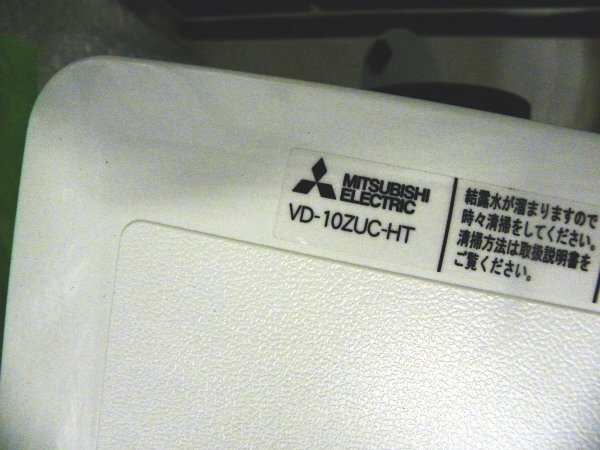 MITSUBISHI
ELECTRIC
VD-10ZUC-HT
結露水が溜まりますので
時々清掃をしてください。
清掃方法は取扱説明書を
ご覧ください。